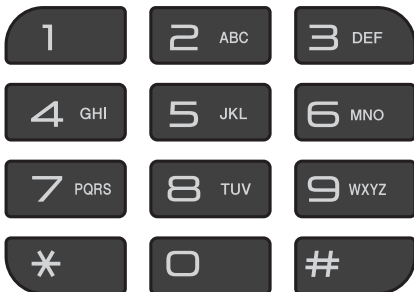 1 2 ABC 3 DEF
4 GHI 5 JKL 6 MNO
7 PQRS 8 TUV 9 WXYZ
* 0 #